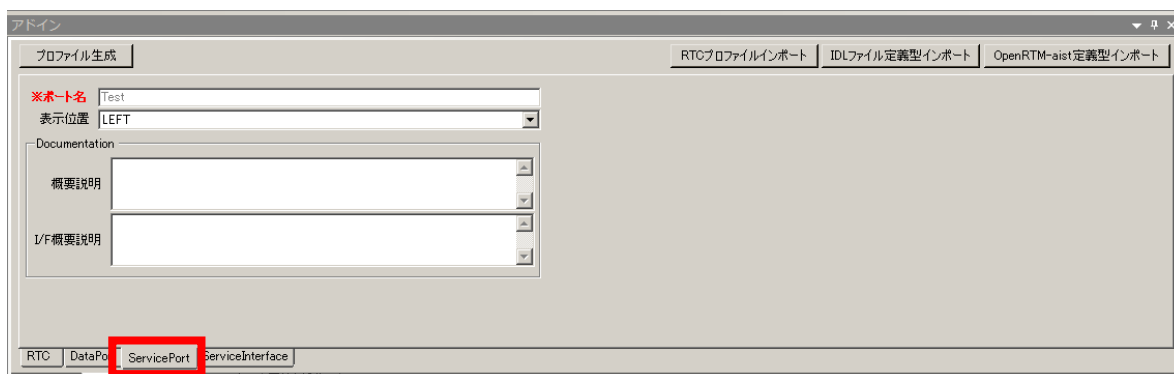 アドイン
プロファイル生成 RTCプロファイルインポート IDLファイル定義型インポート OpenRTM-aist定義型インポート
※ポート名 Test
表示位置 LEFT
Documentation
概要説明
I/F概要説明
RTC DataPo ServicePort ServiceInterface